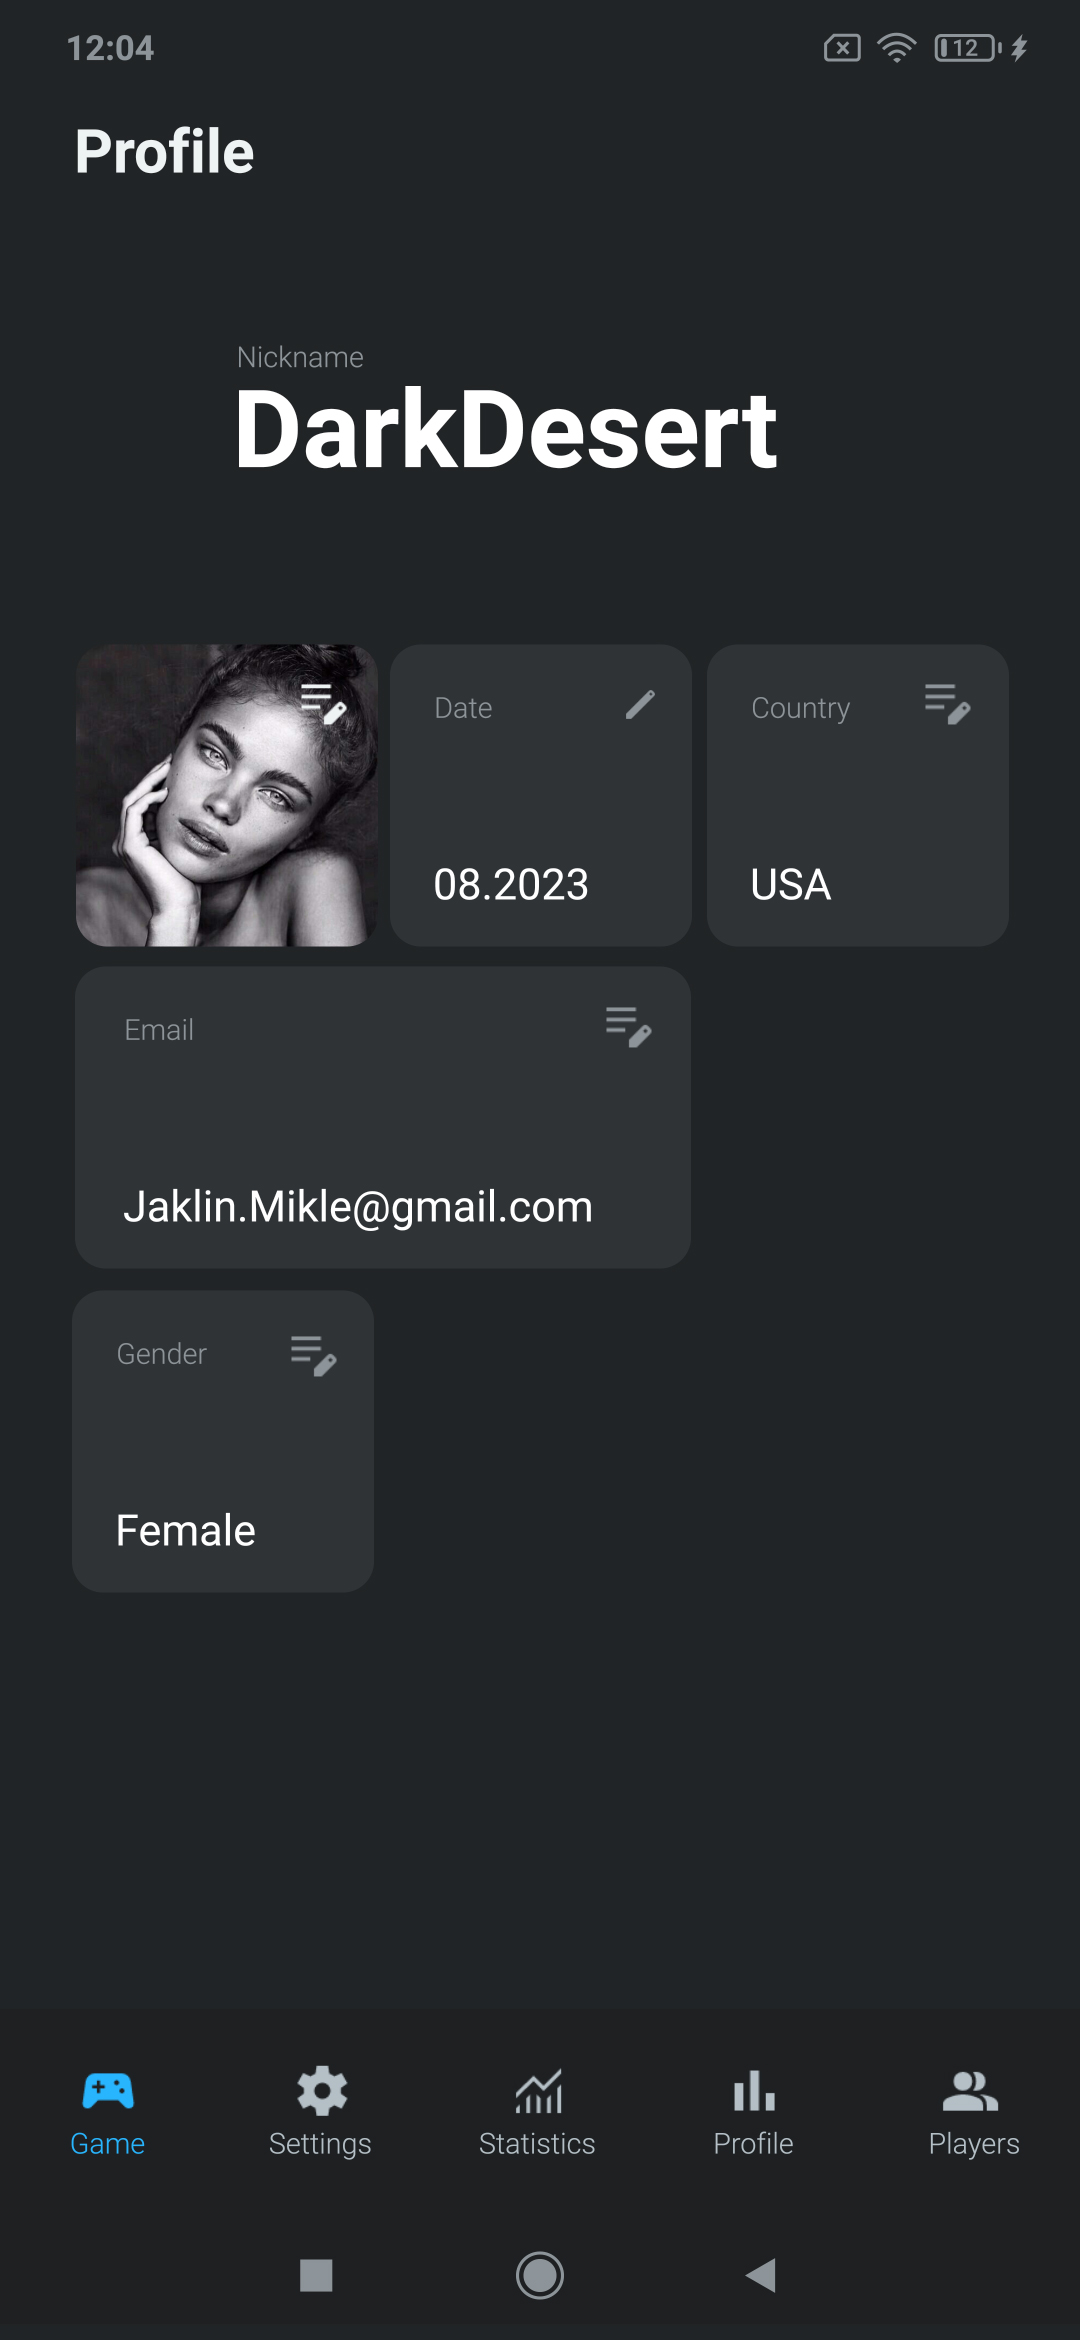 12:04
12
Profile
Nickname
DarkDesert
Date
Country
08.2023
USA
Email
Jaklin.Mikle@gmail.com
Gender
Female
Game
Settings
Statistics
Profile
Players